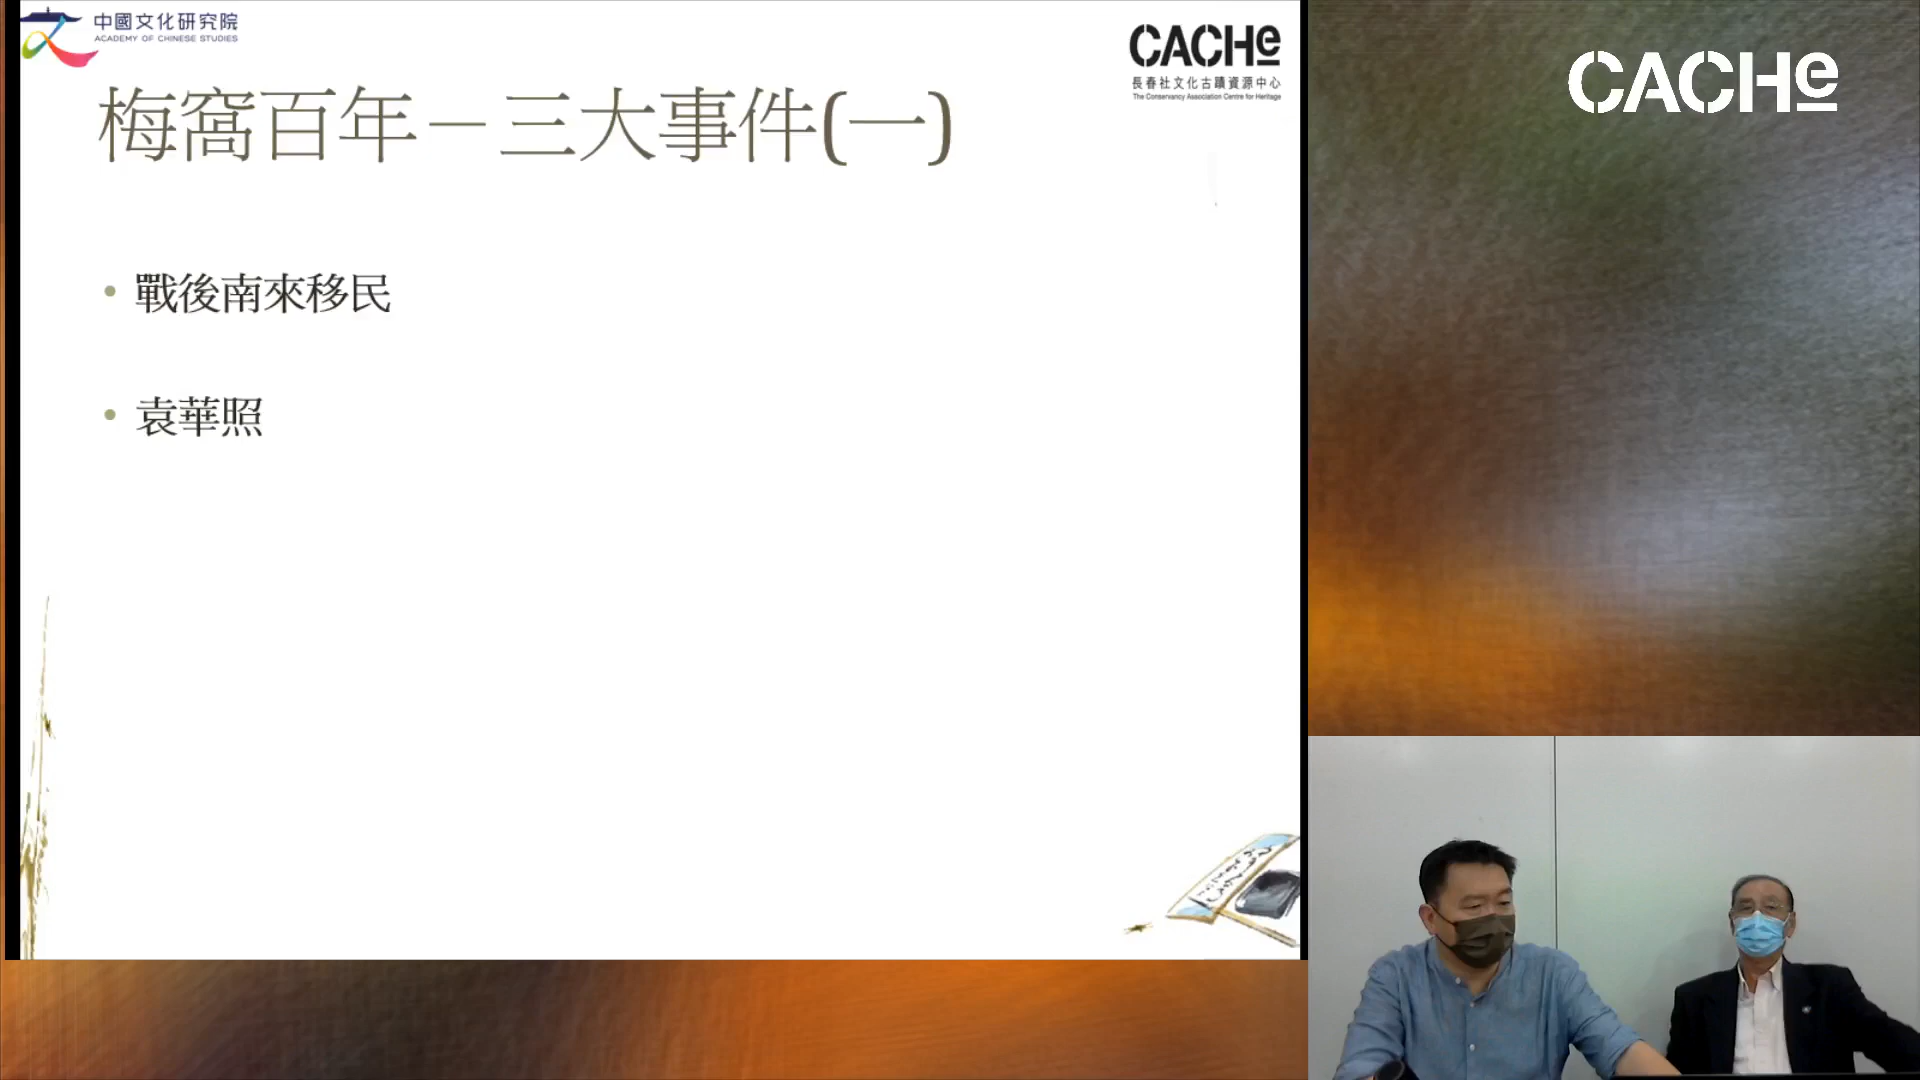 中國文化研究院
ACADEMY OF CHINESE STUDIES
CACHe
長春社文化古蹟資源中心
The Conservancy Association Centre for Heritage
梅窩百年－三大事件(一)
• 戰後南來移民
• 袁華照
CACHe